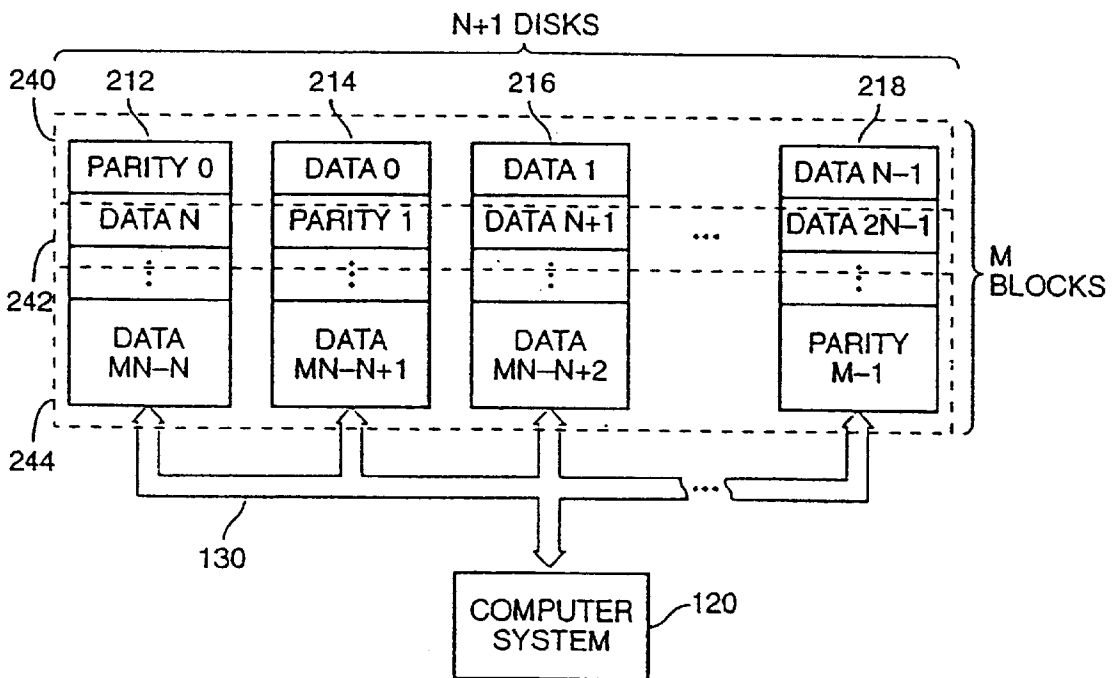 N+1 DISKS
240
212
214
216
218
PARITY 0
DATA 0
DATA 1
DATA N–1
DATA N
PARITY 1
DATA N+1
...
DATA 2N–1
242
M
BLOCKS
DATA
MN–N
DATA
MN–N+1
DATA
MN–N+2
PARITY
M–1
244
...
130
COMPUTER
SYSTEM
120